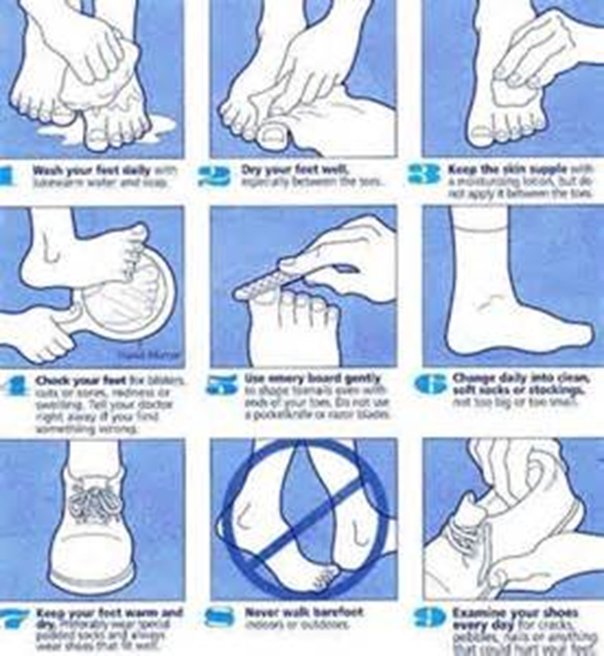 1 Wash your feet daily with
lukewarm water and soap.
2 Dry your feet well,
especially between the toes.
3 Keep the skin supple with
a moisturizing lotion, but do
not apply it between the toes.
Hand Mirror
4 Check your feet for blisters,
cuts or sores, redness or
swelling. Tell your doctor
right away if you find
something wrong.
5 Use emery board gently
to shape toenails even with
ends of your toes. Do not use
a pocketknife or razor blades.
6 Change daily into clean,
soft socks or stockings,
not too big or too small.
7 Keep your feet warm and
dry. Preferably wear special
padded socks and always
wear shoes that fit well.
8 Never walk barefoot
indoors or outdoors.
9 Examine your shoes
every day for cracks,
pebbles, nails or anything
that could hurt your feet.